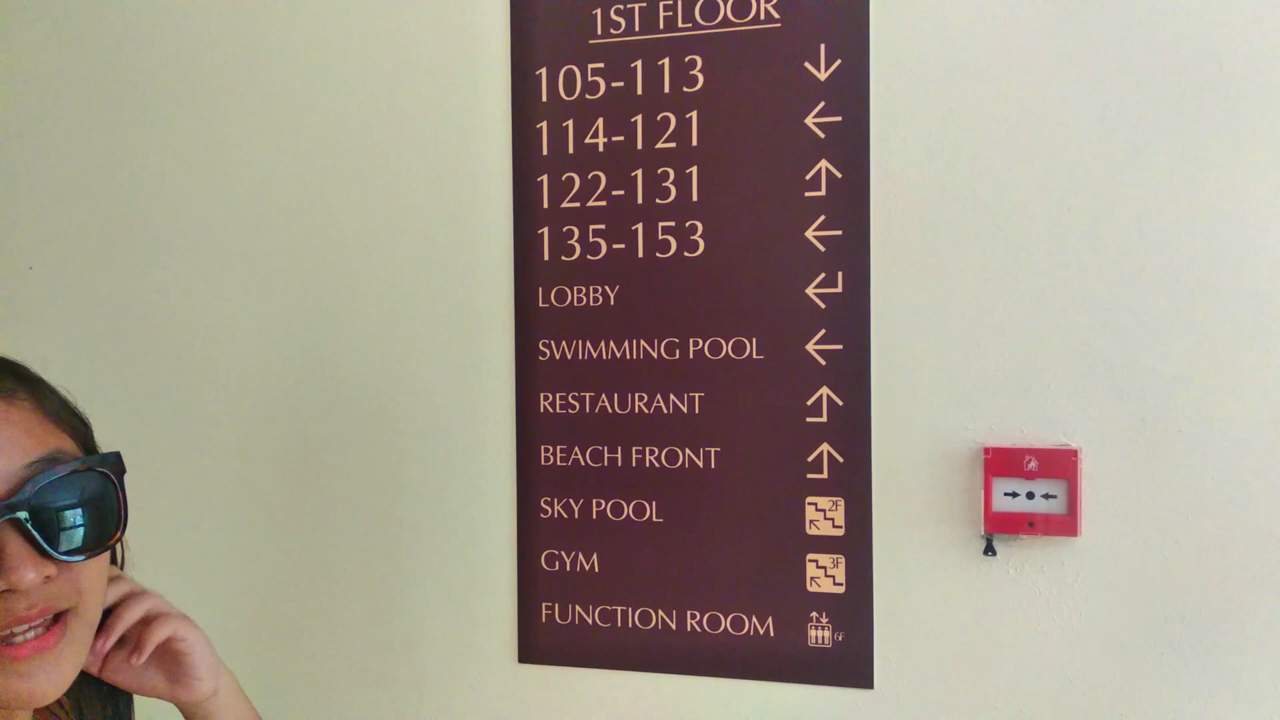 1ST FLOOR
105-113
114-121
122-131
135-153
LOBBY
SWIMMING POOL
RESTAURANT
BEACH FRONT
SKY POOL 2F
GYM 3F
FUNCTION ROOM 6F